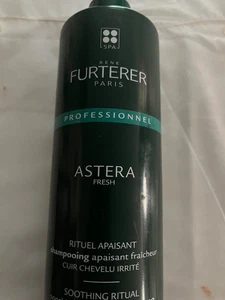 SPA
RENE
FURTERER
PARIS
PROFESSIONNEL
ASTERA
FRESH
RITUEL APAISANT
shampooing apaisant fraîcheur
CUIR CHEVELU IRRITÉ
SOOTHING RITUAL